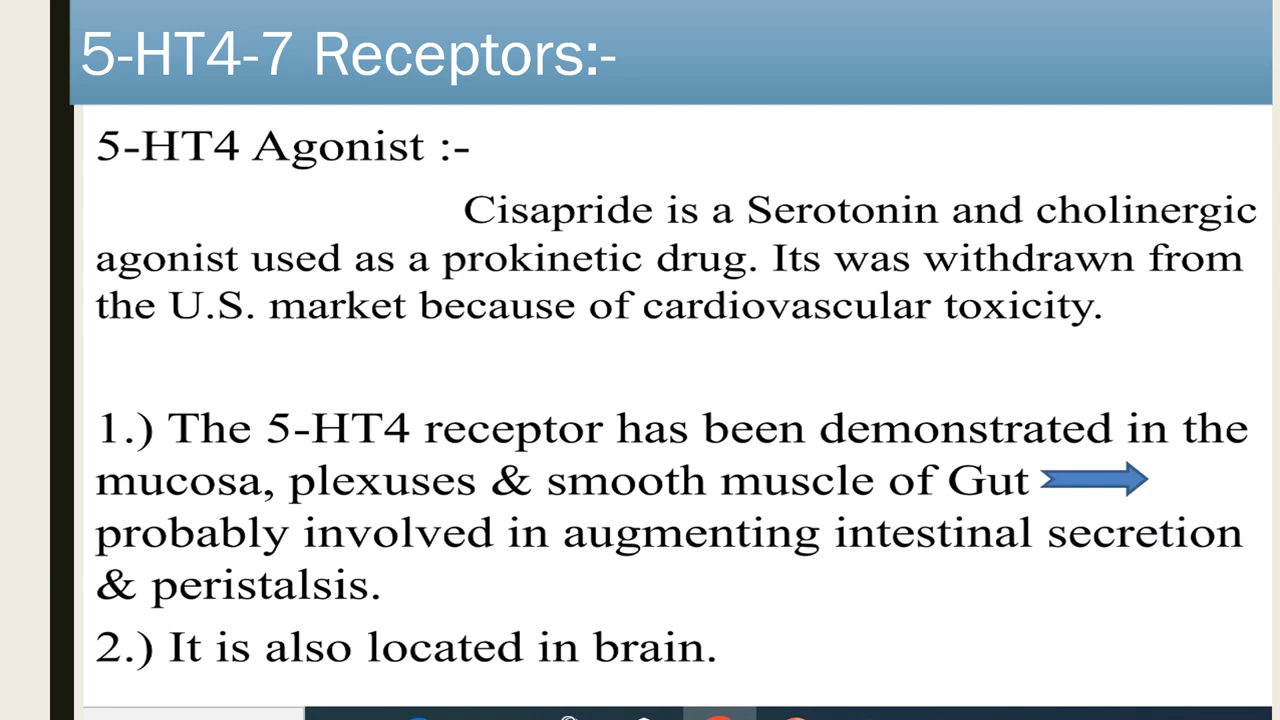 5-HT4-7 Receptors:-
5-HT4 Agonist :-
Cisapride is a Serotonin and cholinergic
agonist used as a prokinetic drug. Its was withdrawn from
the U.S. market because of cardiovascular toxicity.
1.) The 5-HT4 receptor has been demonstrated in the
mucosa, plexuses & smooth muscle of Gut
probably involved in augmenting intestinal secretion
& peristalsis.
2.) It is also located in brain.